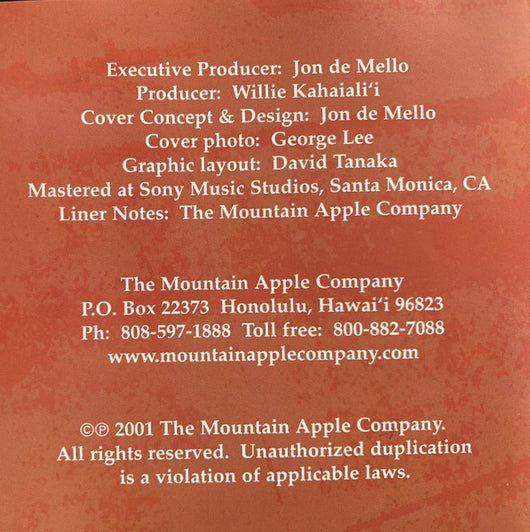 Executive Producer: Jon de Mello
Producer: Willie Kahaiali‘i
Cover Concept & Design: Jon de Mello
Cover photo: George Lee
Graphic layout: David Tanaka
Mastered at Sony Music Studios, Santa Monica, CA
Liner Notes: The Mountain Apple Company
The Mountain Apple Company
P.O. Box 22373 Honolulu, Hawai‘i 96823
Ph: 808-597-1888 Toll free: 800-882-7088
www.mountainapplecompany.com
©℗ 2001 The Mountain Apple Company.
All rights reserved. Unauthorized duplication
is a violation of applicable laws.